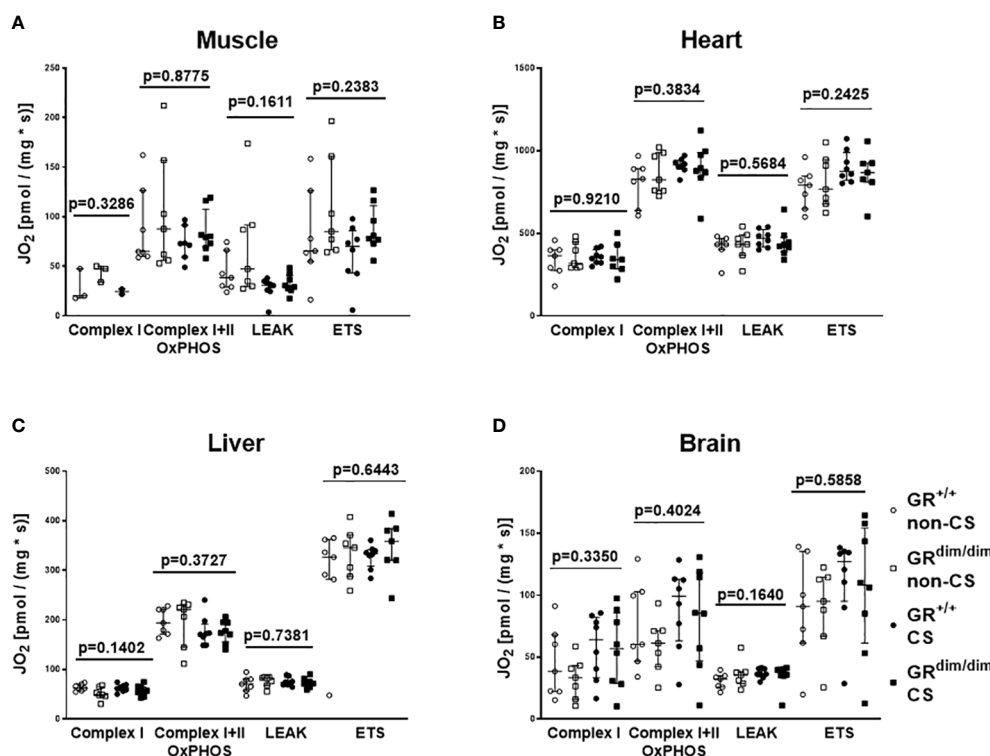 A
Muscle
JO2 [pmol / (mg * s)]
250
200
150
100
50
0
p=0.3286
p=0.8775
p=0.1611
p=0.2383
Complex I
Complex I+II
OxPHOS
LEAK
ETS
B
Heart
JO2 [pmol / (mg * s)]
1500
1000
500
0
p=0.9210
p=0.3834
p=0.5684
p=0.2425
Complex I
Complex I+II
OxPHOS
LEAK
ETS
C
Liver
JO2 [pmol / (mg * s)]
500
400
300
200
100
0
p=0.1402
p=0.3727
p=0.7381
p=0.6443
Complex I
Complex I+II
OxPHOS
LEAK
ETS
D
Brain
JO2 [pmol / (mg * s)]
200
150
100
50
0
p=0.3350
p=0.4024
p=0.1640
p=0.5858
Complex I
Complex I+II
OxPHOS
LEAK
ETS
GR+/+
non-CS
GRdim/dim
non-CS
GR+/+
CS
GRdim/dim
CS